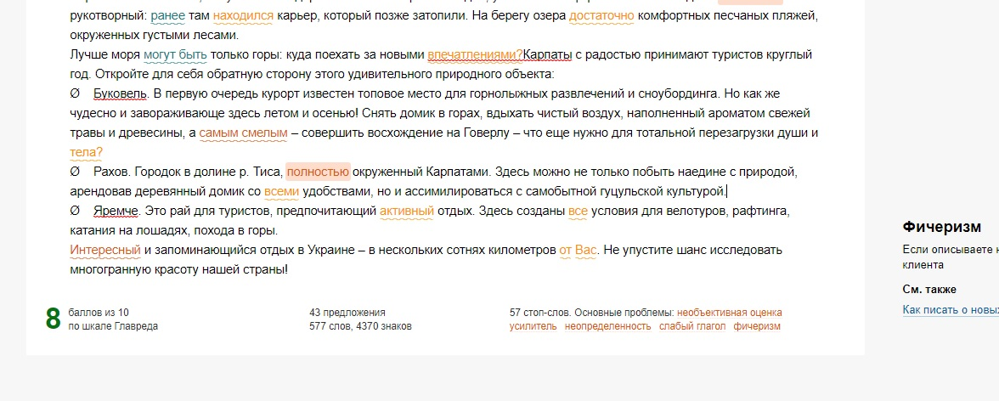 рукотворный: ранее там находился карьер, который позже затопили. На берегу озера достаточно комфортных песчаных пляжей,
окруженных густыми лесами.
Лучше моря могут быть только горы: куда поехать за новыми впечатлениями?Карпаты с радостью принимают туристов круглый
год. Откройте для себя обратную сторону этого удивительного природного объекта:
Ø Буковель. В первую очередь курорт известен топовое место для горнолыжных развлечений и сноубординга. Но как же
чудесно и завораживающе здесь летом и осенью! Снять домик в горах, вдыхать чистый воздух, наполненный ароматом свежей
травы и древесины, а самым смелым – совершить восхождение на Говерлу – что еще нужно для тотальной перезагрузки души и
тела?
Ø Рахов. Городок в долине р. Тиса, полностью окруженный Карпатами. Здесь можно не только побыть наедине с природой,
арендовав деревянный домик со всеми удобствами, но и ассимилироваться с самобытной гуцульской культурой.
Ø Яремче. Это рай для туристов, предпочитающий активный отдых. Здесь созданы все условия для велотуров, рафтинга,
катания на лошадях, похода в горы.
Интересный и запоминающийся отдых в Украине – в нескольких сотнях километров от Вас. Не упустите шанс исследовать
многогранную красоту нашей страны!
8 баллов из 10
по шкале Главреда
43 предложения
577 слов, 4370 знаков
57 стоп-слов. Основные проблемы: необъективная оценка
усилитель неопределенность слабый глагол фичеризм
Фичеризм
Если описываете
клиента
См. также
Как писать о новы